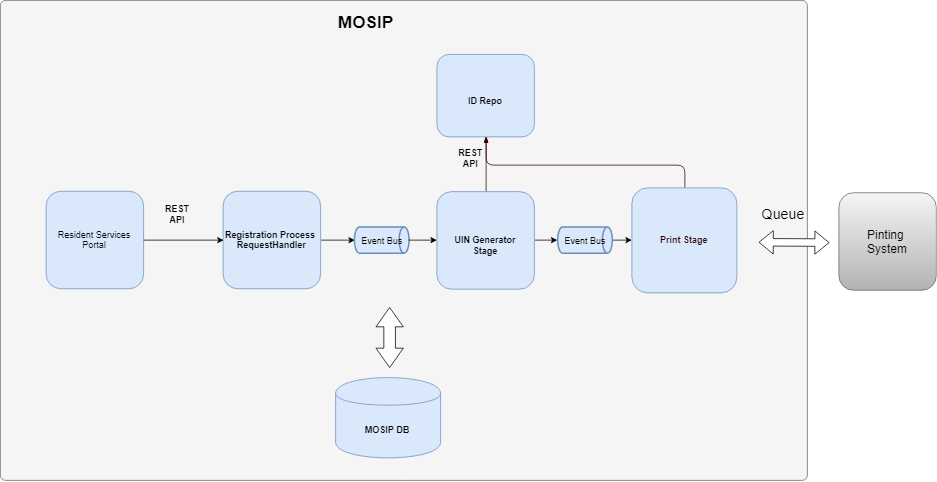 MOSIP
ID Repo
REST
API
REST
API
Resident Services
Portal
Registration Process
RequestHandler
Event Bus
UIN Generator
Stage
Event Bus
Print Stage
Queue
Pinting
System
MOSIP DB